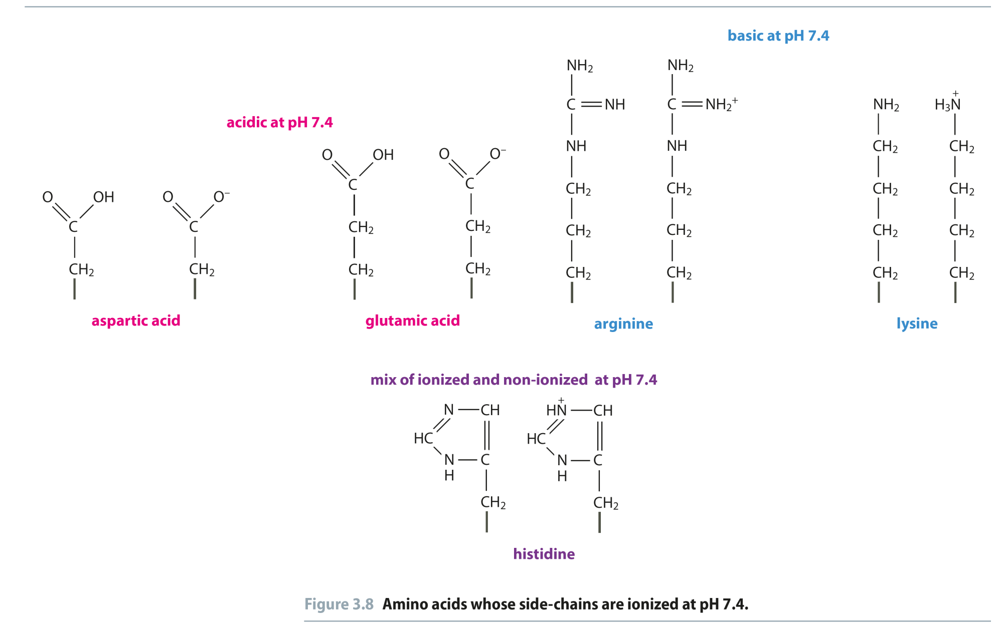 basic at pH 7.4
acidic at pH 7.4
O OH
C
CH₂
O O⁻
C
CH₂
aspartic acid
O OH
C
CH₂
CH₂
O O⁻
C
CH₂
CH₂
glutamic acid
NH₂
C NH
NH
CH₂
CH₂
CH₂
NH₂
C NH₂⁺
NH
CH₂
CH₂
CH₂
arginine
NH₂
CH₂
CH₂
CH₂
CH₂
+
H₃N
CH₂
CH₂
CH₂
CH₂
lysine
mix of ionized and non-ionized at pH 7.4
N CH
HC
N C
H
CH₂
+
HN CH
HC
N C
H
CH₂
histidine
Figure 3.8 Amino acids whose side-chains are ionized at pH 7.4.